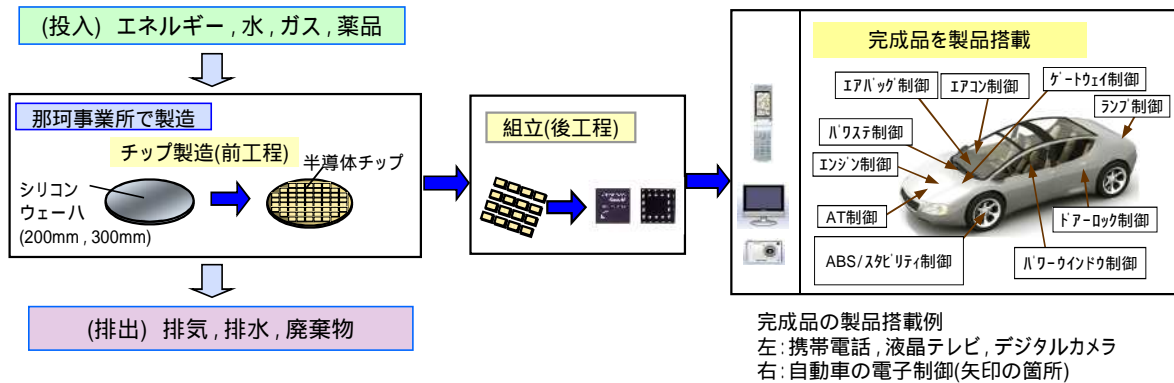 (投入) エネルギー , 水 , ガス , 薬品
那珂事業所で製造
チップ製造(前工程)
半導体チップ
シリコン
ウェーハ
(200mm , 300mm)
(排出) 排気 , 排水 , 廃棄物
組立(後工程)
完成品を製品搭載
ｴｱﾊﾞｯｸﾞ制御
ｴｱｺﾝ制御
ｹﾞｰﾄｳｪｲ制御
ﾗﾝﾌﾟ制御
ﾊﾟﾜｽﾃ制御
ｴﾝｼﾞﾝ制御
AT制御
ABS/ｽﾀﾋﾞﾘﾃｨ制御
ﾄﾞｱｰﾛｯｸ制御
ﾊﾟﾜｰｳｲﾝﾄﾞｳ制御
完成品の製品搭載例
左:携帯電話 , 液晶テレビ , デジタルカメラ
右:自動車の電子制御(矢印の箇所)